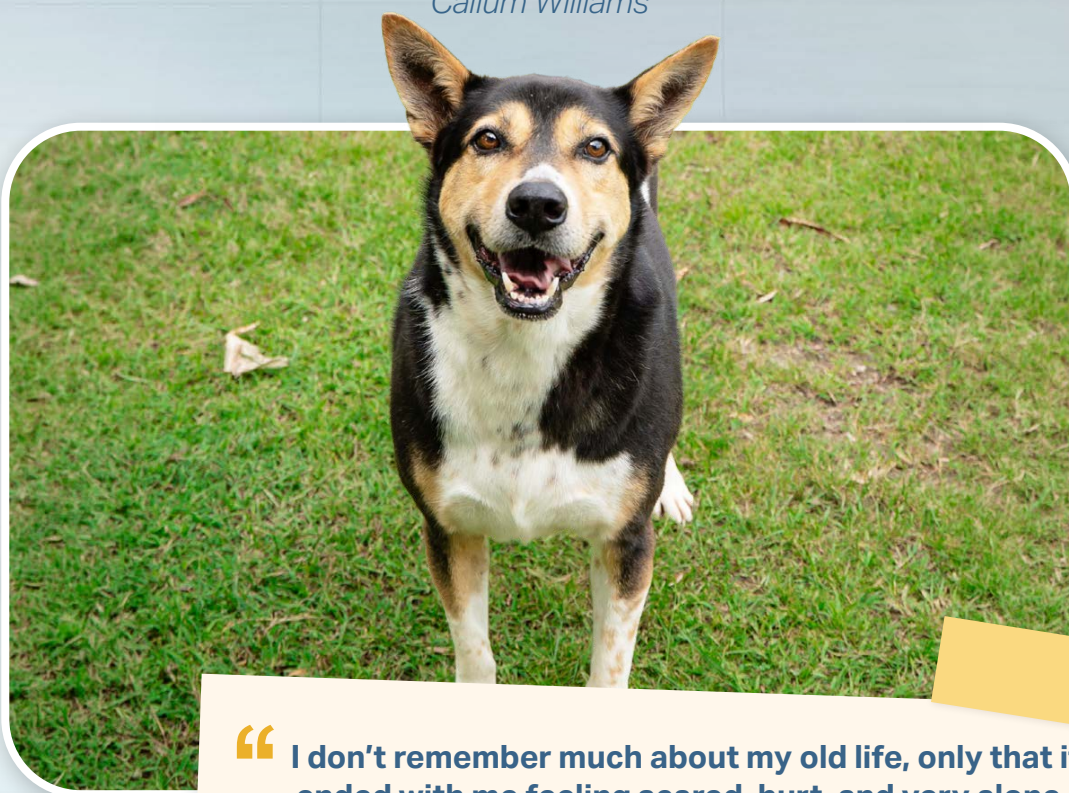 Callum Williams
“ I don’t remember much about my old life, only that
ended with me feeling scared, hurt, and very alone